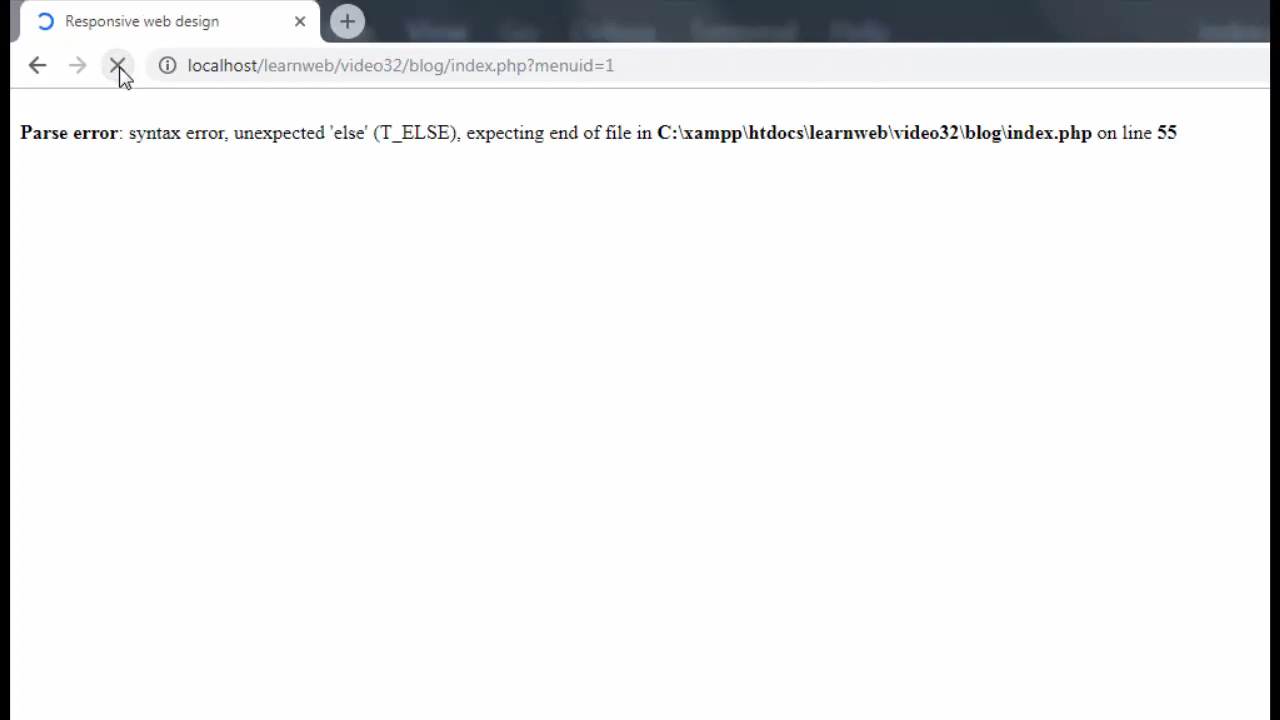 Responsive web design
localhost/learnweb/video32/blog/index.php?menuid=1
Parse error: syntax error, unexpected 'else' (T_ELSE), expecting end of file in C:\xampp\htdocs\learnweb\video32\blog\index.php on line 55